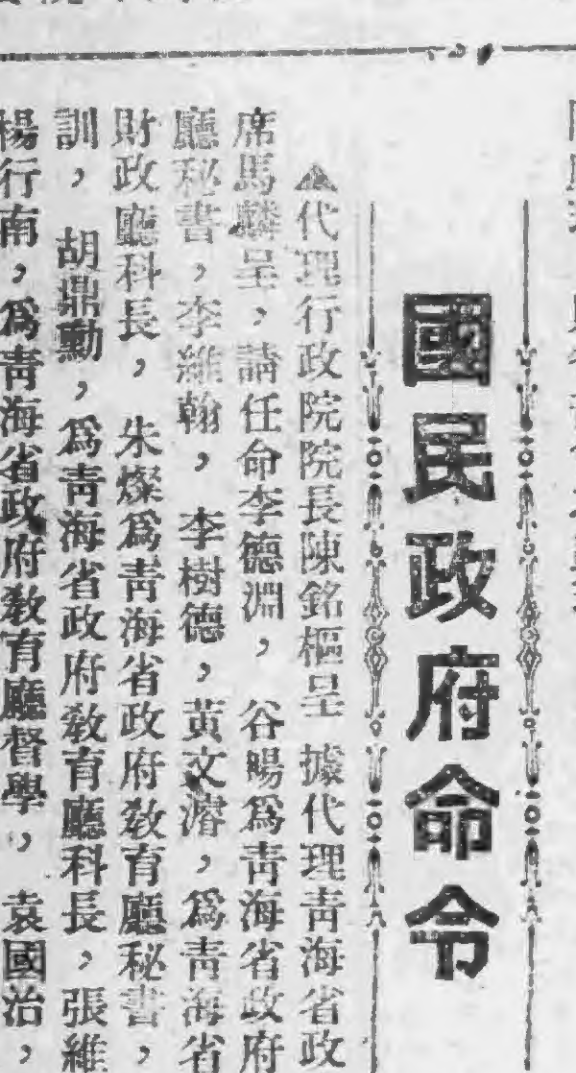 國民政府命令
▲代理行政院院長陳銘樞呈 據代理青海省政
席馬麟呈，請任命李德淵，谷暘爲青海省政府
廳秘書，李維翰，李樹德，黃文濬，爲青海省
財政廳科長，朱燦爲青海省政府教育廳秘書，
訓，胡鼎勳，爲青海省政府教育廳科長，張維
楊行南，爲青海省政府教育廳督學，袁國治，